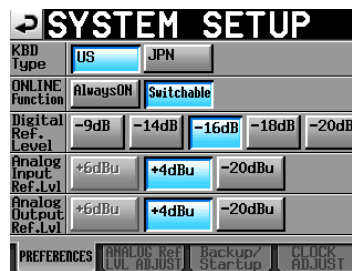 SYSTEM SETUP
KBD Type US JPN
ONLINE Function AlwaysON Switchable
Digital Ref. Level -9dB -14dB -16dB -18dB -20dB
Analog Input Ref.Lvl +6dBu +4dBu -20dBu
Analog Output Ref.Lvl +6dBu +4dBu -20dBu
PREFERENCES ANALOG Ref LVL ADJUST Backup/ Startup CLOCK ADJUST